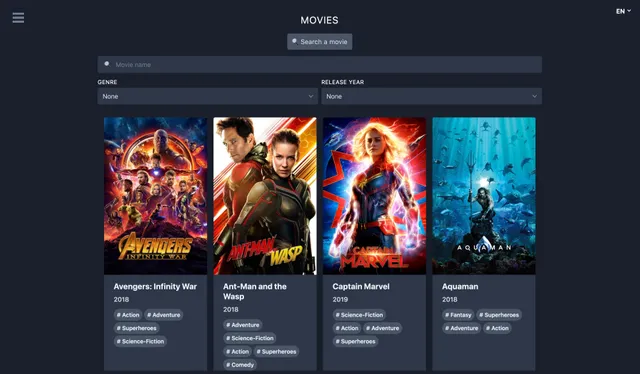 EN
MOVIES
Search a movie
Movie name
GENRE
RELEASE YEAR
None
None
AVENGERS
INFINITY WAR
ANT-MAN
AND THE
WASP
CAPTAIN
MARVEL
AQUAMAN
Avengers: Infinity War
2018
# Action # Adventure
# Superheroes
# Science-Fiction
Ant-Man and the
Wasp
2018
# Adventure
# Science-Fiction
# Action # Superheroes
# Comedy
Captain Marvel
2019
# Science-Fiction
# Action # Adventure
# Superheroes
Aquaman
2018
# Fantasy # Superheroes
# Adventure # Action